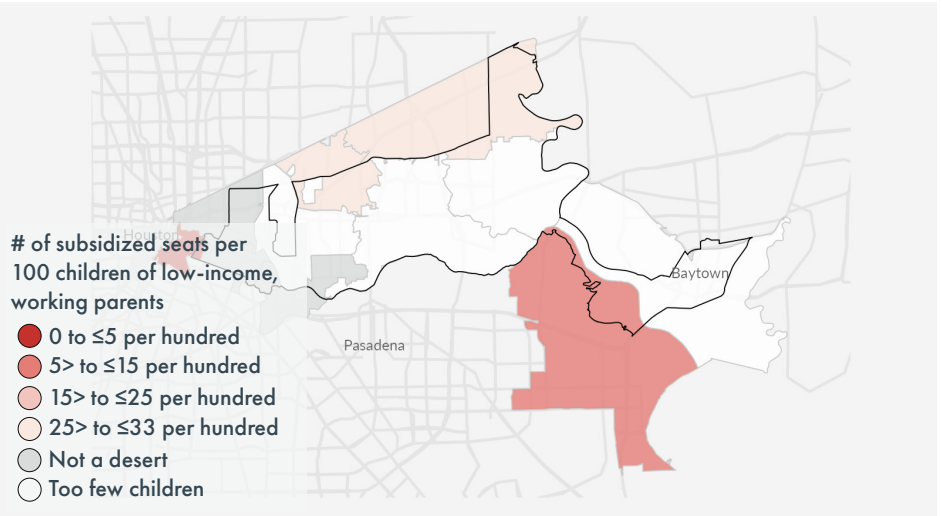 Houston
# of subsidized seats per
100 children of low-income,
working parents
0 to ≤5 per hundred
5> to ≤15 per hundred
15> to ≤25 per hundred
25> to ≤33 per hundred
Not a desert
Too few children
Baytown
Pasadena